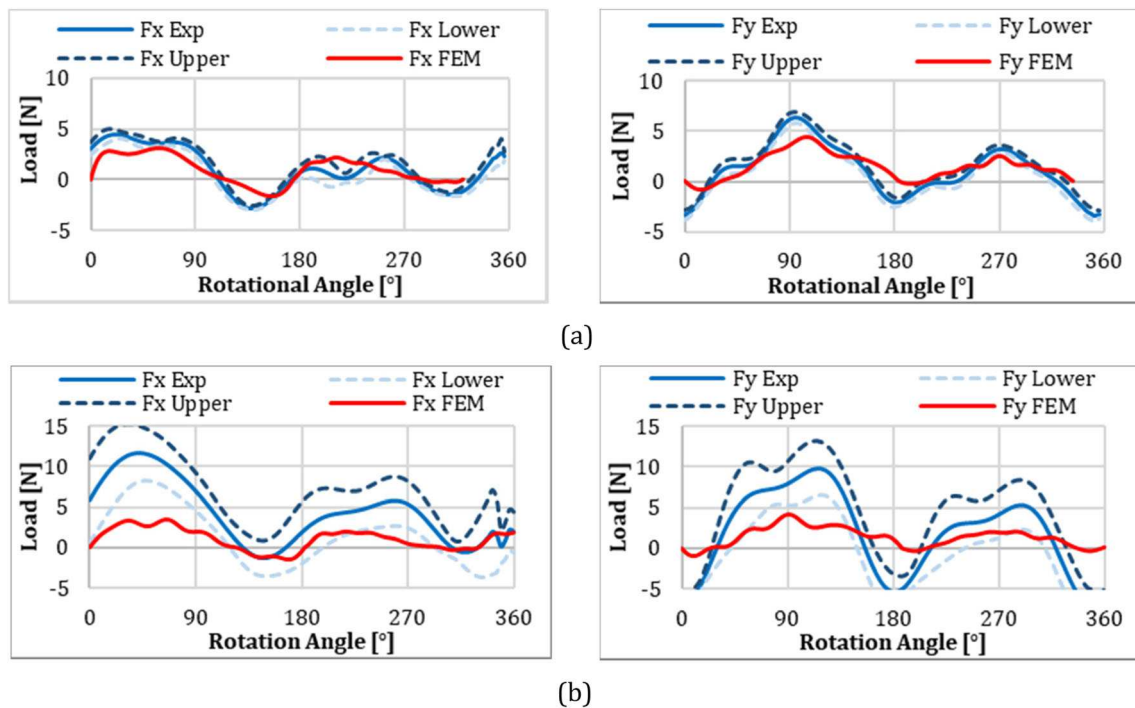 Fx Exp Fx Lower
Fx Upper Fx FEM
10
5
0
-5
Load [N]
0 90 180 270 360
Rotational Angle [°]
Fy Exp Fy Lower
Fy Upper Fy FEM
10
5
0
-5
Load [N]
0 90 180 270 360
Rotational Angle [°]
(a)
Fx Exp Fx Lower
Fx Upper Fx FEM
15
10
5
0
-5
Load [N]
0 90 180 270 360
Rotation Angle [°]
Fy Exp Fy Lower
Fy Upper Fy FEM
15
10
5
0
-5
Load [N]
0 90 180 270 360
Rotation Angle [°]
(b)